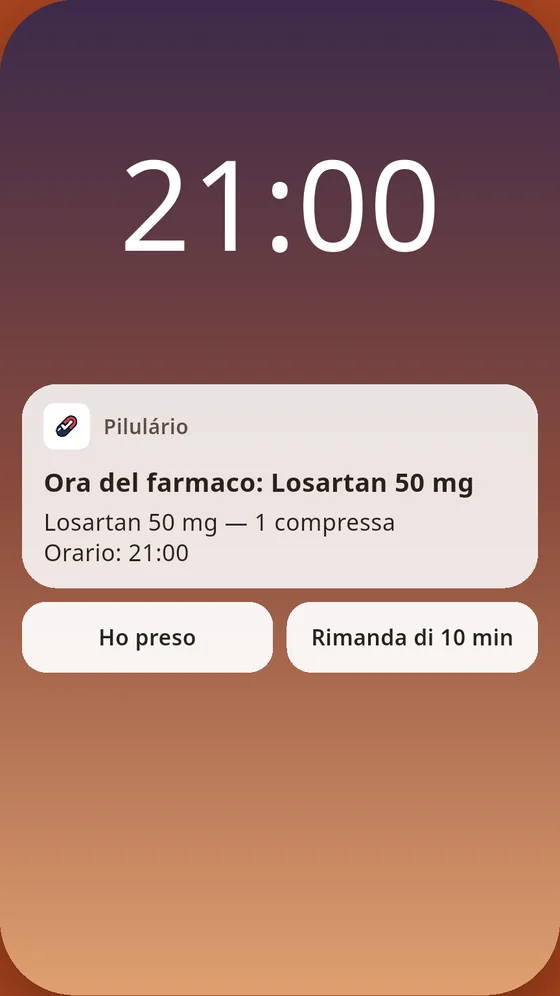 21:00
Pilulário
Ora del farmaco: Losartan 50 mg
Losartan 50 mg — 1 compressa
Orario: 21:00
Ho preso
Rimanda di 10 min